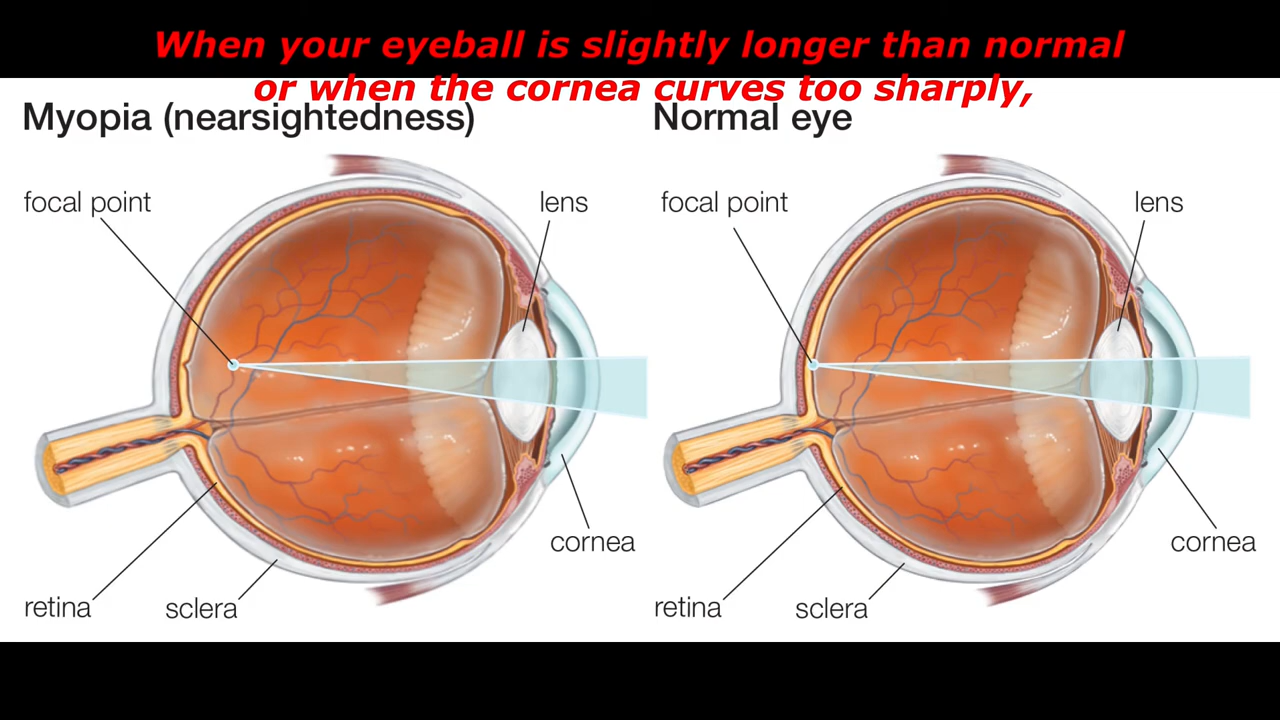 When your eyeball is slightly longer than normal
or when the cornea curves too sharply,
Myopia (nearsightedness)
Normal eye
focal point
lens
focal point
lens
cornea
cornea
retina
sclera
retina
sclera